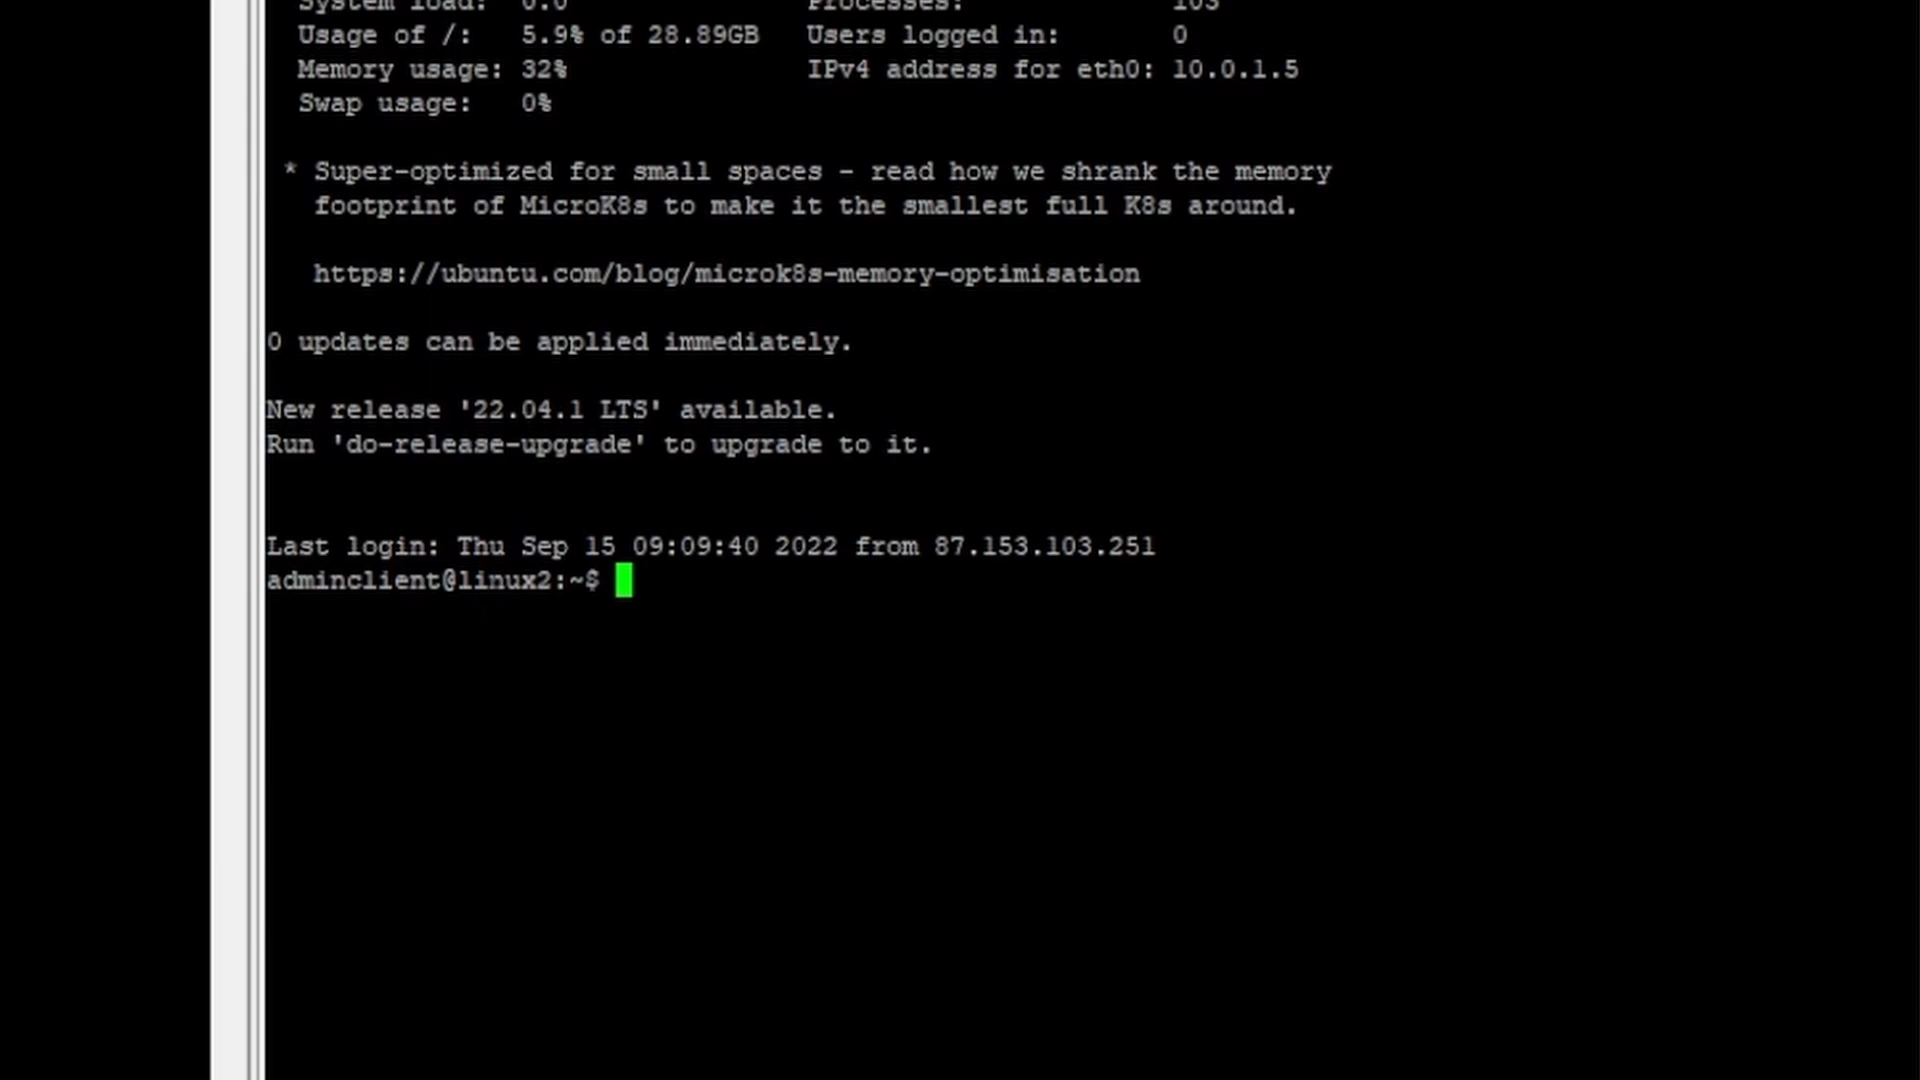 System load: 0.0 Processes: 103
Usage of /: 5.9% of 28.89GB Users logged in: 0
Memory usage: 32% IPv4 address for eth0: 10.0.1.5
Swap usage: 0%
* Super-optimized for small spaces - read how we shrank the memory
footprint of MicroK8s to make it the smallest full K8s around.
https://ubuntu.com/blog/microk8s-memory-optimisation
0 updates can be applied immediately.
New release '22.04.1 LTS' available.
Run 'do-release-upgrade' to upgrade to it.
Last login: Thu Sep 15 09:09:40 2022 from 87.153.103.251
adminclient@linux2:~$